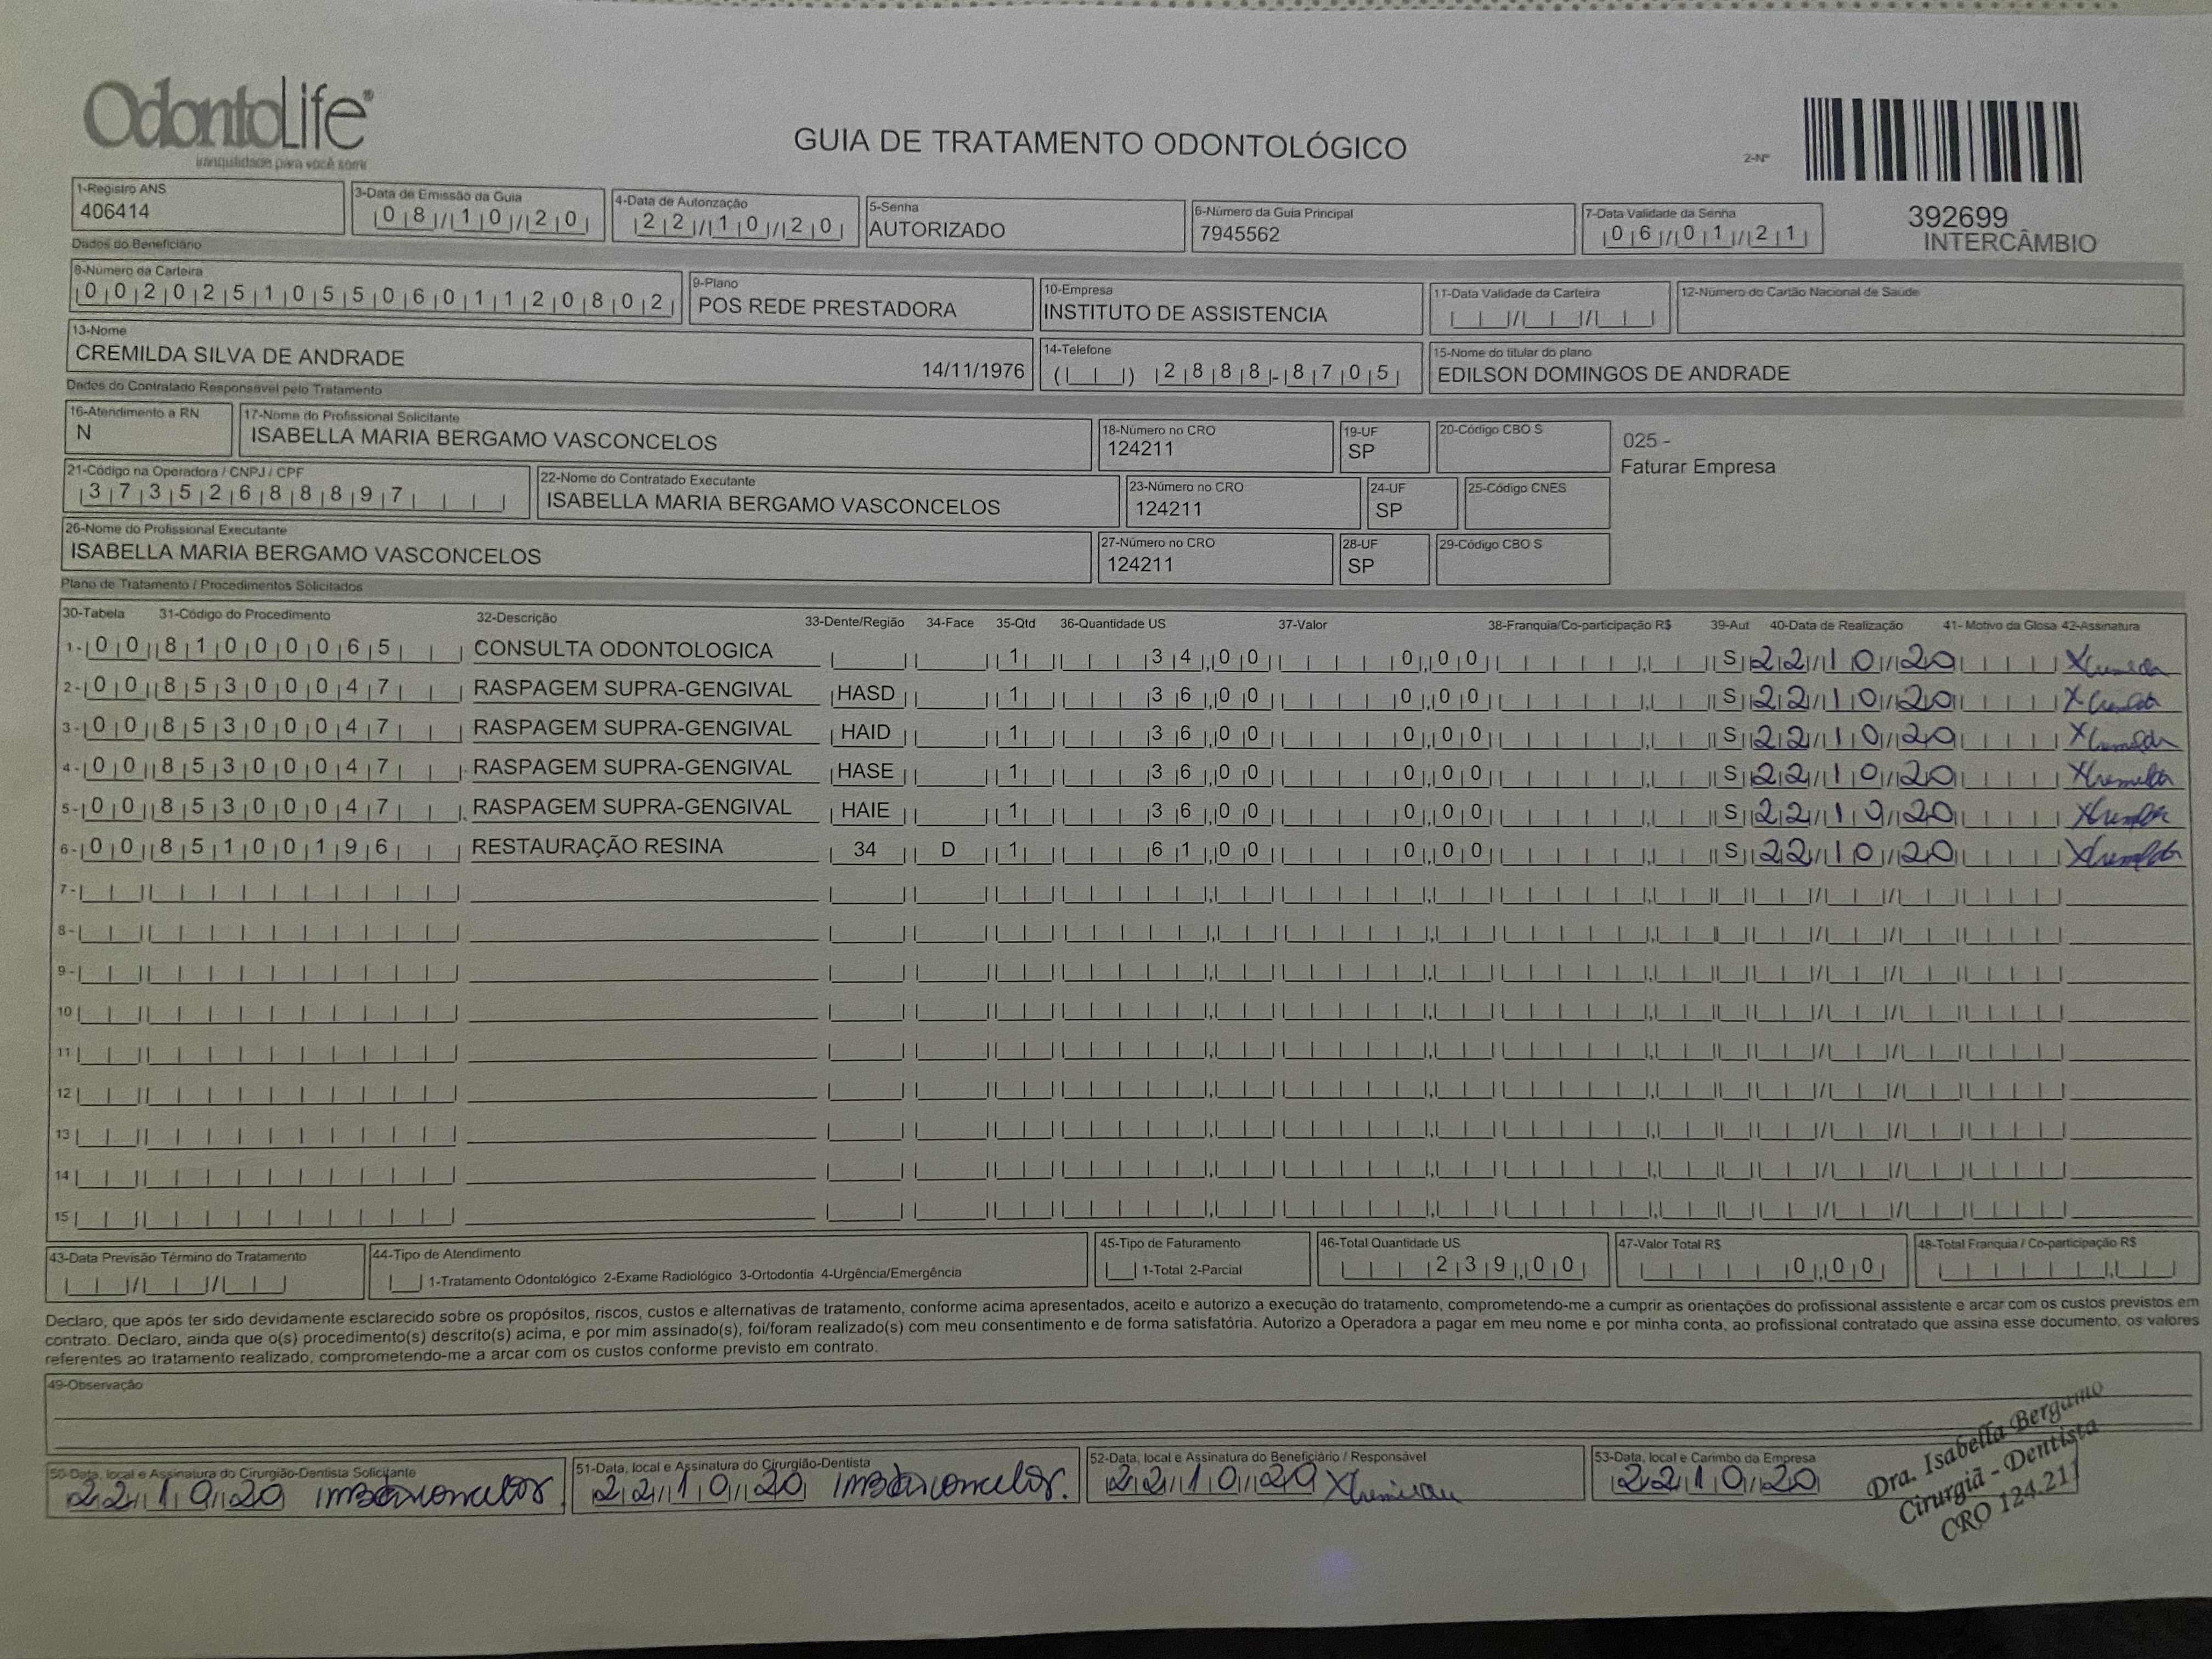 OdontoLife®
tranquilidade para você sorrir
GUIA DE TRATAMENTO ODONTOLÓGICO
2-Nº
392699
INTERCÂMBIO
1-Registro ANS
406414
3-Data de Emissão da Guia
08/10/20
4-Data de Autorização
22/10/20
5-Senha
AUTORIZADO
6-Número da Guia Principal
7945562
7-Data Validade da Senha
06/01/21
Dados do Beneficiário
8-Número da Carteira
00202510550601120802
9-Plano
POS REDE PRESTADORA
10-Empresa
INSTITUTO DE ASSISTENCIA
11-Data Validade da Carteira
12-Número do Cartão Nacional de Saúde
13-Nome
CREMILDA SILVA DE ANDRADE 14/11/1976
14-Telefone
( ) 2888-8705
15-Nome do titular do plano
EDILSON DOMINGOS DE ANDRADE
Dados do Contratado Responsável pelo Tratamento
16-Atendimento a RN
N
17-Nome do Profissional Solicitante
ISABELLA MARIA BERGAMO VASCONCELOS
18-Número no CRO
124211
19-UF
SP
20-Código CBO S
025 -
Faturar Empresa
21-Código na Operadora / CNPJ / CPF
37352688897
22-Nome do Contratado Executante
ISABELLA MARIA BERGAMO VASCONCELOS
23-Número no CRO
124211
24-UF
SP
25-Código CNES
26-Nome do Profissional Executante
ISABELLA MARIA BERGAMO VASCONCELOS
27-Número no CRO
124211
28-UF
SP
29-Código CBO S
Plano de Tratamento / Procedimentos Solicitados
30-Tabela 31-Código do Procedimento 32-Descrição 33-Dente/Região 34-Face 35-Qtd 36-Quantidade US 37-Valor 38-Franquia/Co-participação R$ 39-Aut 40-Data de Realização 41- Motivo da Glosa 42-Assinatura
1- 00 81000065 CONSULTA ODONTOLOGICA 1 34,00 0,00 S 22/10/20
2- 00 85300047 RASPAGEM SUPRA-GENGIVAL HASD 1 36,00 0,00 S 22/10/20
3- 00 85300047 RASPAGEM SUPRA-GENGIVAL HAID 1 36,00 0,00 S 22/10/20
4- 00 85300047 RASPAGEM SUPRA-GENGIVAL HASE 1 36,00 0,00 S 22/10/20
5- 00 85300047 RASPAGEM SUPRA-GENGIVAL HAIE 1 36,00 0,00 S 22/10/20
6- 00 85100196 RESTAURAÇÃO RESINA 34 D 1 61,00 0,00 S 22/10/20
7-
8-
9-
10
11
12
13
14
15
43-Data Previsão Término do Tratamento
44-Tipo de Atendimento
1-Tratamento Odontológico 2-Exame Radiológico 3-Ortodontia 4-Urgência/Emergência
45-Tipo de Faturamento
1-Total 2-Parcial
46-Total Quantidade US
239,00
47-Valor Total R$
0,00
48-Total Franquia / Co-participação R$
Declaro, que após ter sido devidamente esclarecido sobre os propósitos, riscos, custos e alternativas de tratamento, conforme acima apresentados, aceito e autorizo a execução do tratamento, comprometendo-me a cumprir as orientações do profissional assistente e arcar com os custos previstos em
contrato. Declaro, ainda que o(s) procedimento(s) descrito(s) acima, e por mim assinado(s), foi/foram realizado(s) com meu consentimento e de forma satisfatória. Autorizo a Operadora a pagar em meu nome e por minha conta, ao profissional contratado que assina esse documento, os valores
referentes ao tratamento realizado, comprometendo-me a arcar com os custos conforme previsto em contrato.
49-Observação
50-Data, local e Assinatura do Cirurgião-Dentista Solicitante
22/10/20
51-Data, local e Assinatura do Cirurgião-Dentista
22/10/20
52-Data, local e Assinatura do Beneficiário / Responsável
22/10/20
53-Data, local e Carimbo da Empresa
22/10/20
Dra. Isabella Bergamo
Cirurgiã - Dentista
CRO 124.211